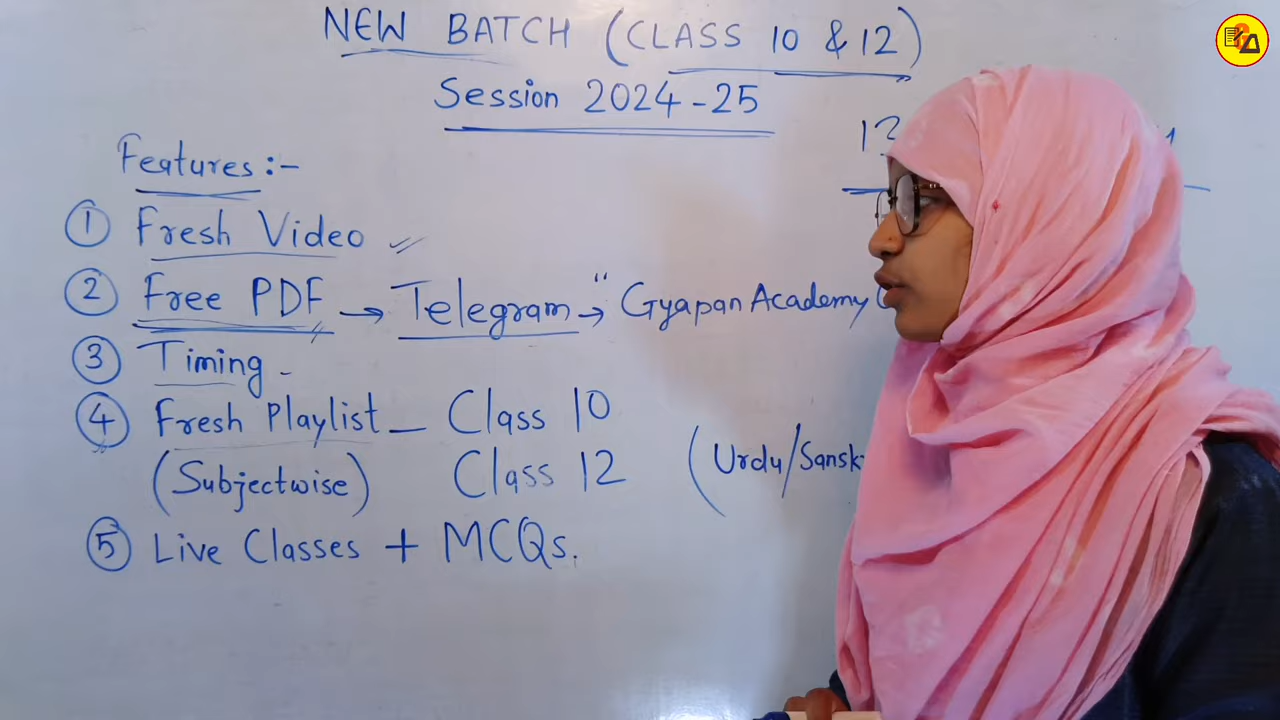 NEW BATCH (CLASS 10 & 12)
Session 2024-25
Features:-
① Fresh Video
② Free PDF → Telegram → "Gyapan Academy
③ Timing -
④ Fresh Playlist - Class 10
(Subjectwise) Class 12 (Urdu/Sansk
⑤ Live Classes + MCQs.